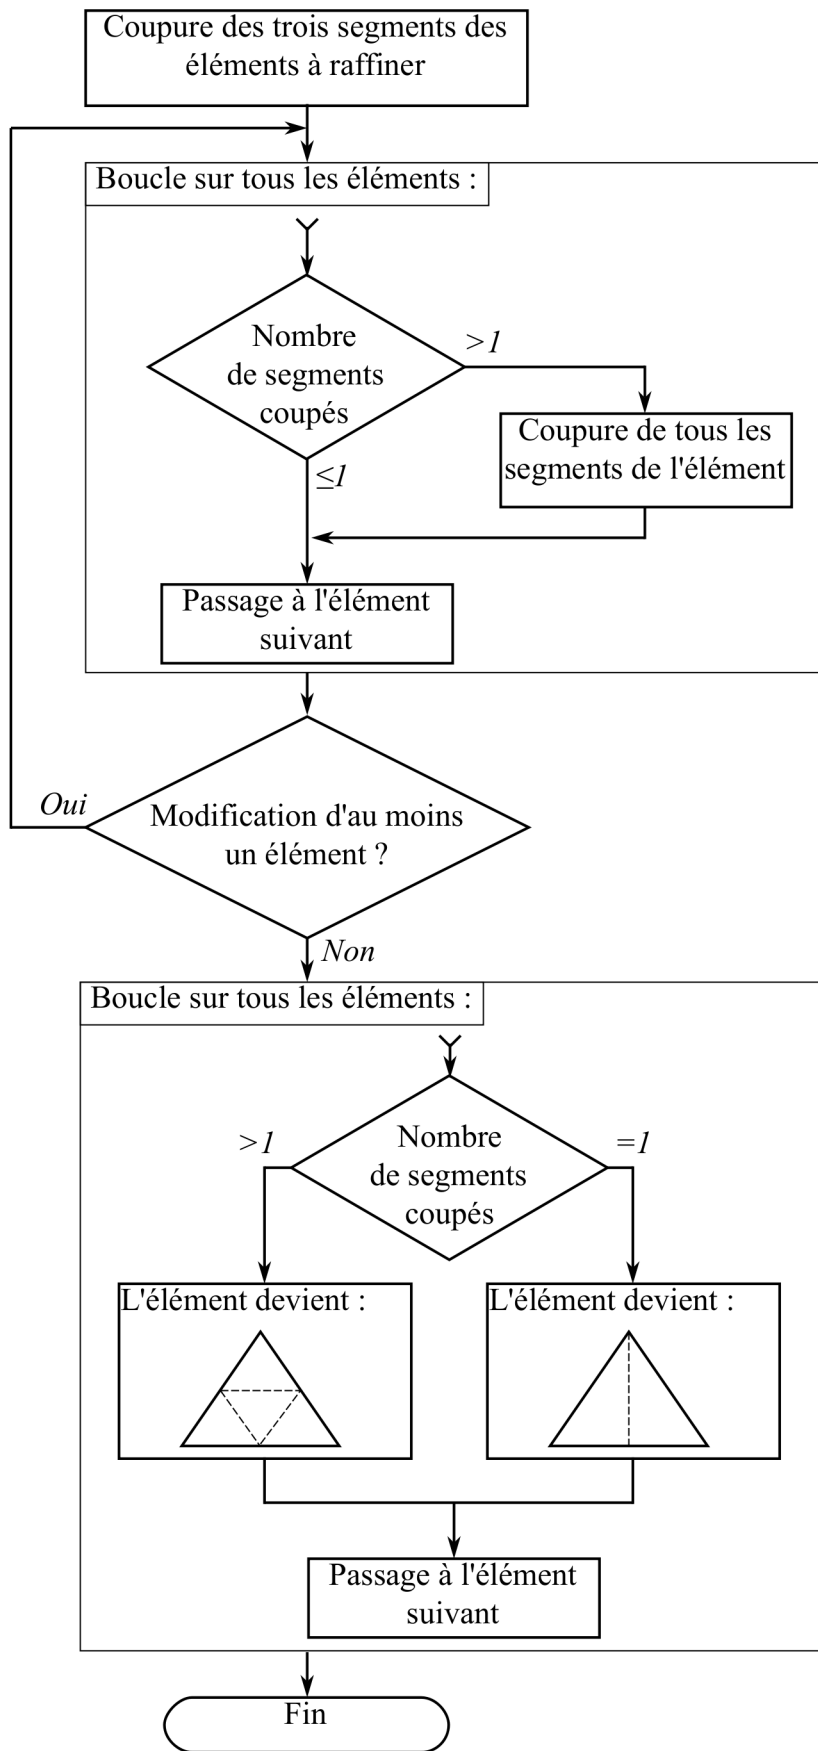 Coupure des trois segments des
éléments à raffiner
Boucle sur tous les éléments :
Nombre
de segments
coupés
>1
Coupure de tous les
segments de l'élément
≤1
Passage à l'élément
suivant
Oui
Modification d'au moins
un élément ?
Non
Boucle sur tous les éléments :
>1
Nombre
de segments
coupés
=1
L'élément devient :
L'élément devient :
Passage à l'élément
suivant
Fin